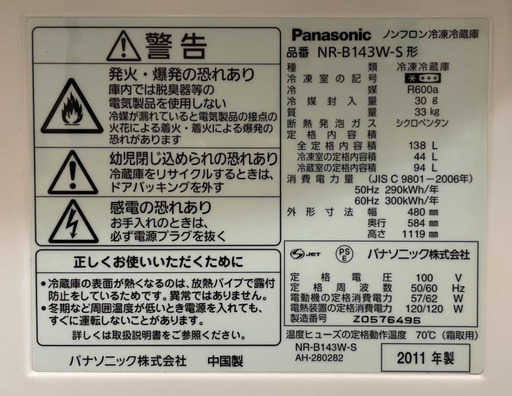 警告
発火・爆発の恐れあり
庫内では脱臭器等の
電気製品を使用しない
冷媒が漏れていると電気製品の接点の
火花による着火・着火による爆発の
恐れがあります
幼児閉じ込められの恐れあり
冷蔵庫をリサイクルするときは、
ドアパッキングを外す
感電の恐れあり
お手入れのときは、
必ず電源プラグを抜く
正しくお使いいただくために
●冷蔵庫の表面が熱くなるのは、放熱パイプで露付
防止をしているためです。異常ではありません。
●冬期など周囲温度が低いとき電源を入れても、
すぐに運転しないことがあります。
詳しくは取扱説明書をご参照ください。
パナソニック株式会社 中国製
Panasonic ノンフロン冷凍冷蔵庫
品番 NR-B143W-S 形
種類 冷凍冷蔵庫
冷凍室の記号
冷媒 R600a
冷媒封入量 30 g
質量 33 kg
断熱発泡ガス シクロペンタン
定格内容積
全定格内容積 138 L
冷凍室の定格内容積 44 L
冷蔵室の定格内容積 94 L
消費電力量(JIS C 9801-2006年)
50Hz 290kWh/年
60Hz 300kWh/年
外形寸法 幅 480 mm
奥行 584 mm
高さ 1119 mm
JET PS E パナソニック株式会社
定格電圧 100 V
定格周波数 50/60 Hz
電動機の定格消費電力 57/62 W
電熱装置の定格消費電力 120/120 W
製造番号 Z0576496
温度ヒューズの定格動作温度 70℃(霜取用)
NR-B143W-S
AH-280282
2011 年製